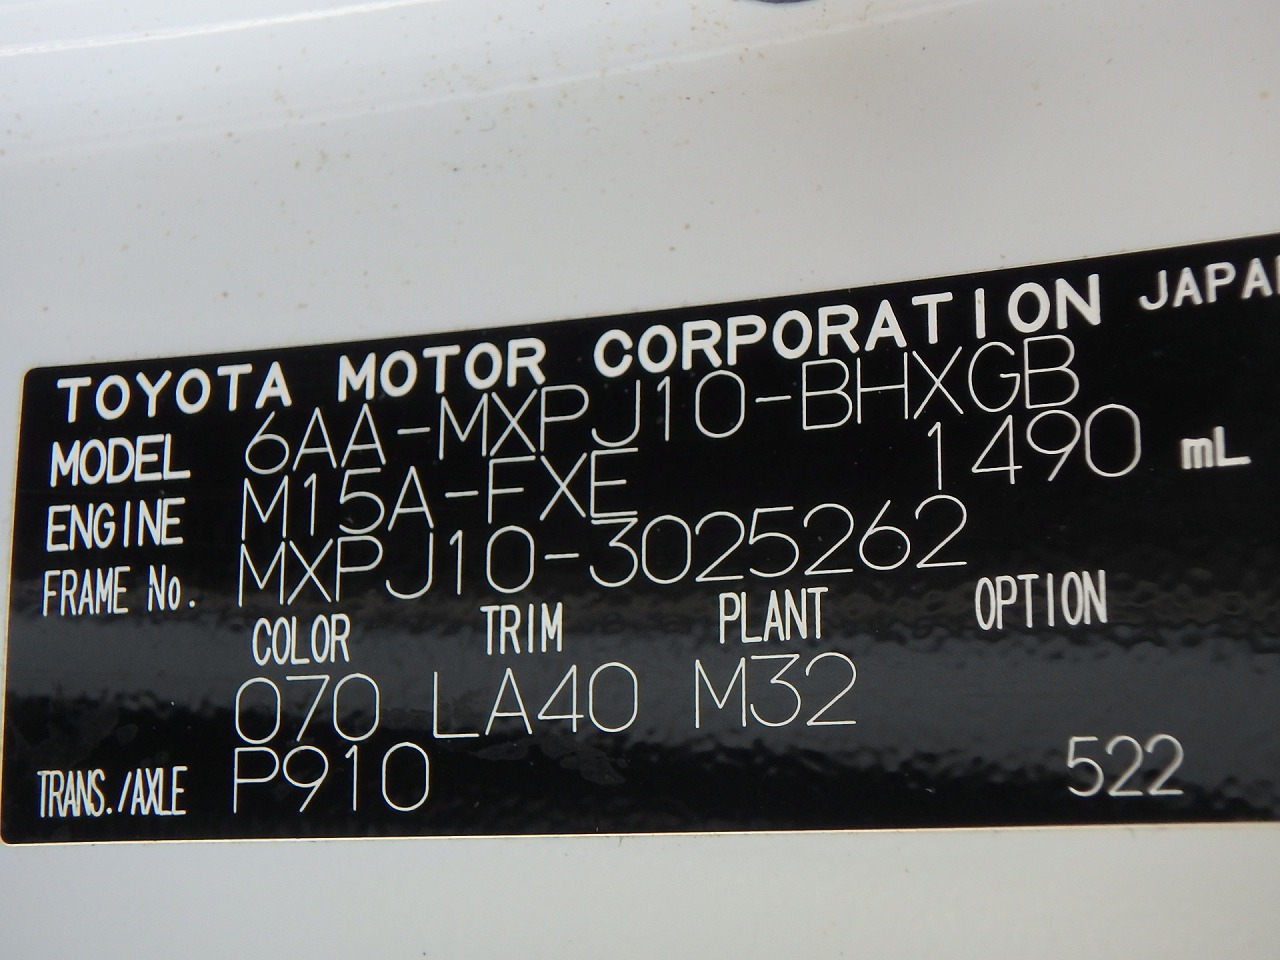 TOYOTA MOTOR CORPORATION JAPAN
MODEL 6AA-MXPJ10-BHXGB
ENGINE M15A-FXE 1490 mL
FRAME No. MXPJ10-3025262
COLOR TRIM PLANT OPTION
070 LA40 M32
TRANS./AXLE P910 522